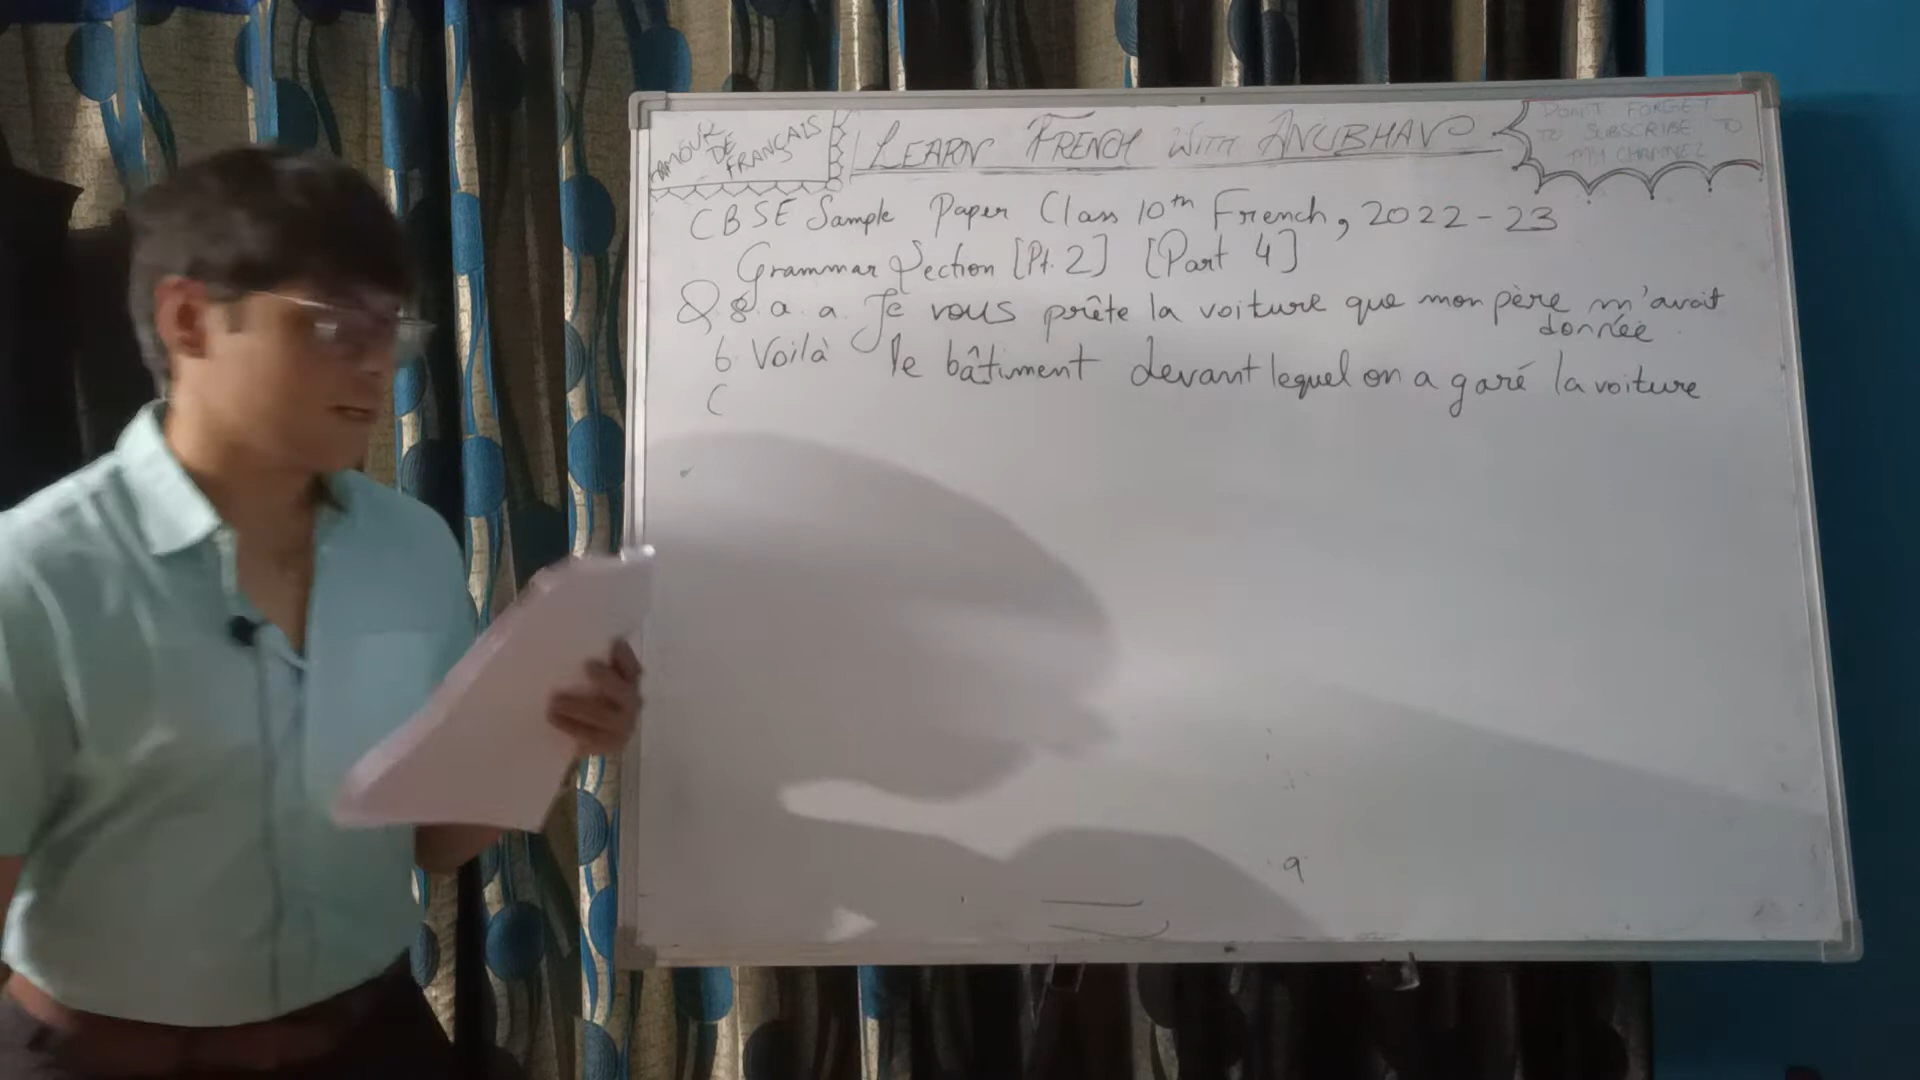 AMOUR
DE
FRANÇAIS
LEARN FRENCH WITH ANUBHAV
DON'T FORGET
TO SUBSCRIBE TO
MY CHANNEL
CBSE Sample Paper Class 10th French, 2022-23
Grammar Section [Pt. 2] [Part 4]
Q 8. a. a. Je vous prête la voiture que mon père m'avait
donnée
b Voilà le bâtiment devant lequel on a garé la voiture
C
9